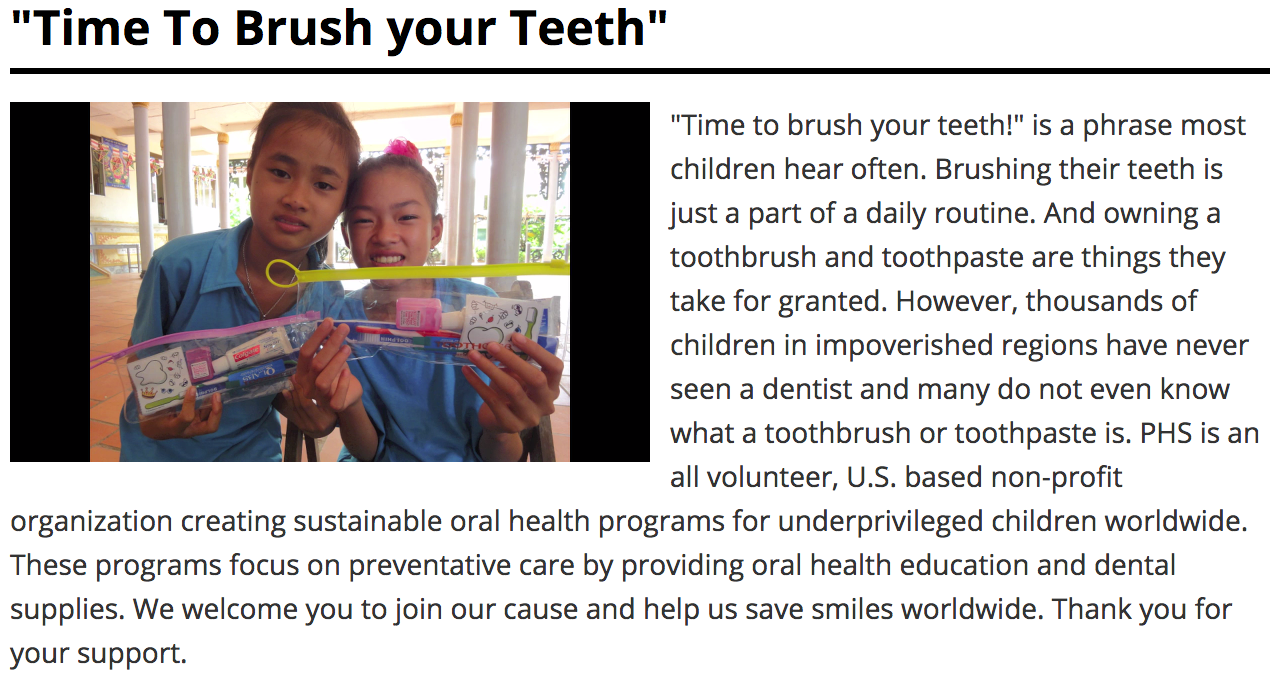 "Time To Brush your Teeth"
"Time to brush your teeth!" is a phrase most
children hear often. Brushing their teeth is
just a part of a daily routine. And owning a
toothbrush and toothpaste are things they
take for granted. However, thousands of
children in impoverished regions have never
seen a dentist and many do not even know
what a toothbrush or toothpaste is. PHS is an
all volunteer, U.S. based non-profit
organization creating sustainable oral health programs for underprivileged children worldwide.
These programs focus on preventative care by providing oral health education and dental
supplies. We welcome you to join our cause and help us save smiles worldwide. Thank you for
your support.
Colgate